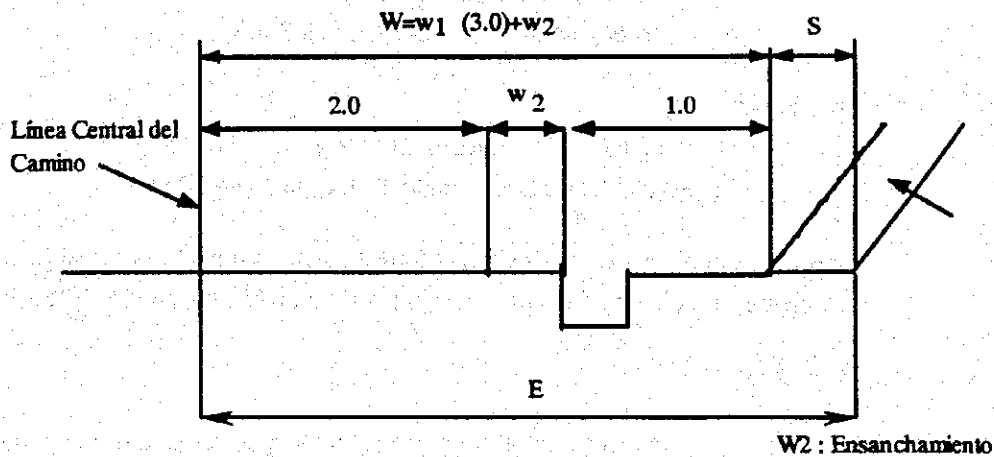 W=w1 (3.0)+w2
S
2.0
w 2
1.0
Línea Central del
Camino
E
W2 : Ensanchamiento